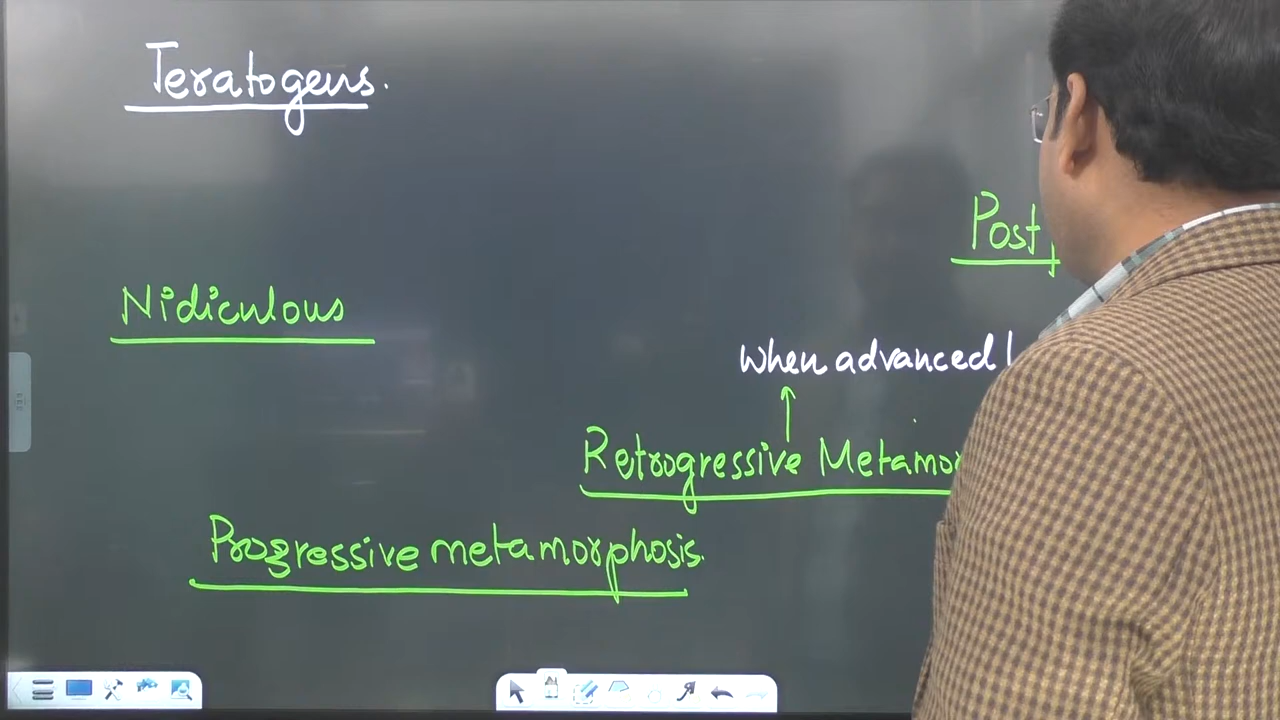 Teratogens.
Post
Nidiculous
When advanced
Retrogressive Metamor
Progressive metamorphosis.